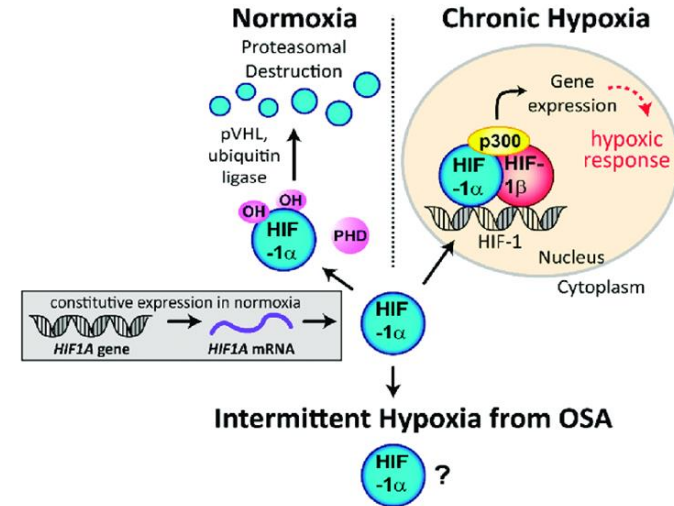 Normoxia
Proteasomal
Destruction
pVHL,
ubiquitin
ligase
OH
OH
HIF
-1α
PHD
Chronic Hypoxia
Gene
expression
hypoxic
response
p300
HIF
-1α
HIF-
1β
HIF-1
Nucleus
Cytoplasm
constitutive expression in normoxia
HIF1A gene
HIF1A mRNA
HIF
-1α
Intermittent Hypoxia from OSA
HIF
-1α
?